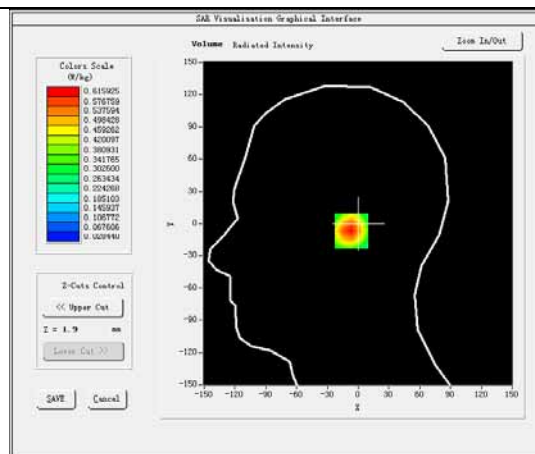 SAR Visualisation Graphical Interface
Volume Radiated Intensity
Zoom In/Out
Colors Scale
(W/kg)
0.615925
0.576759
0.537594
0.498428
0.459262
0.420097
0.380931
0.341765
0.302600
0.263434
0.224268
0.185103
0.145937
0.106772
0.067606
0.028440
Z-Cuts Control
<< Upper Cut
Z = 1.9 mm
Lower Cut >>
SAVE Cancel
150-
120-
90-
60-
30-
0-
-30-
-60-
-90-
-120-
-150-
Y
-150 -120 -90 -60 -30 0 30 60 90 120 150
X